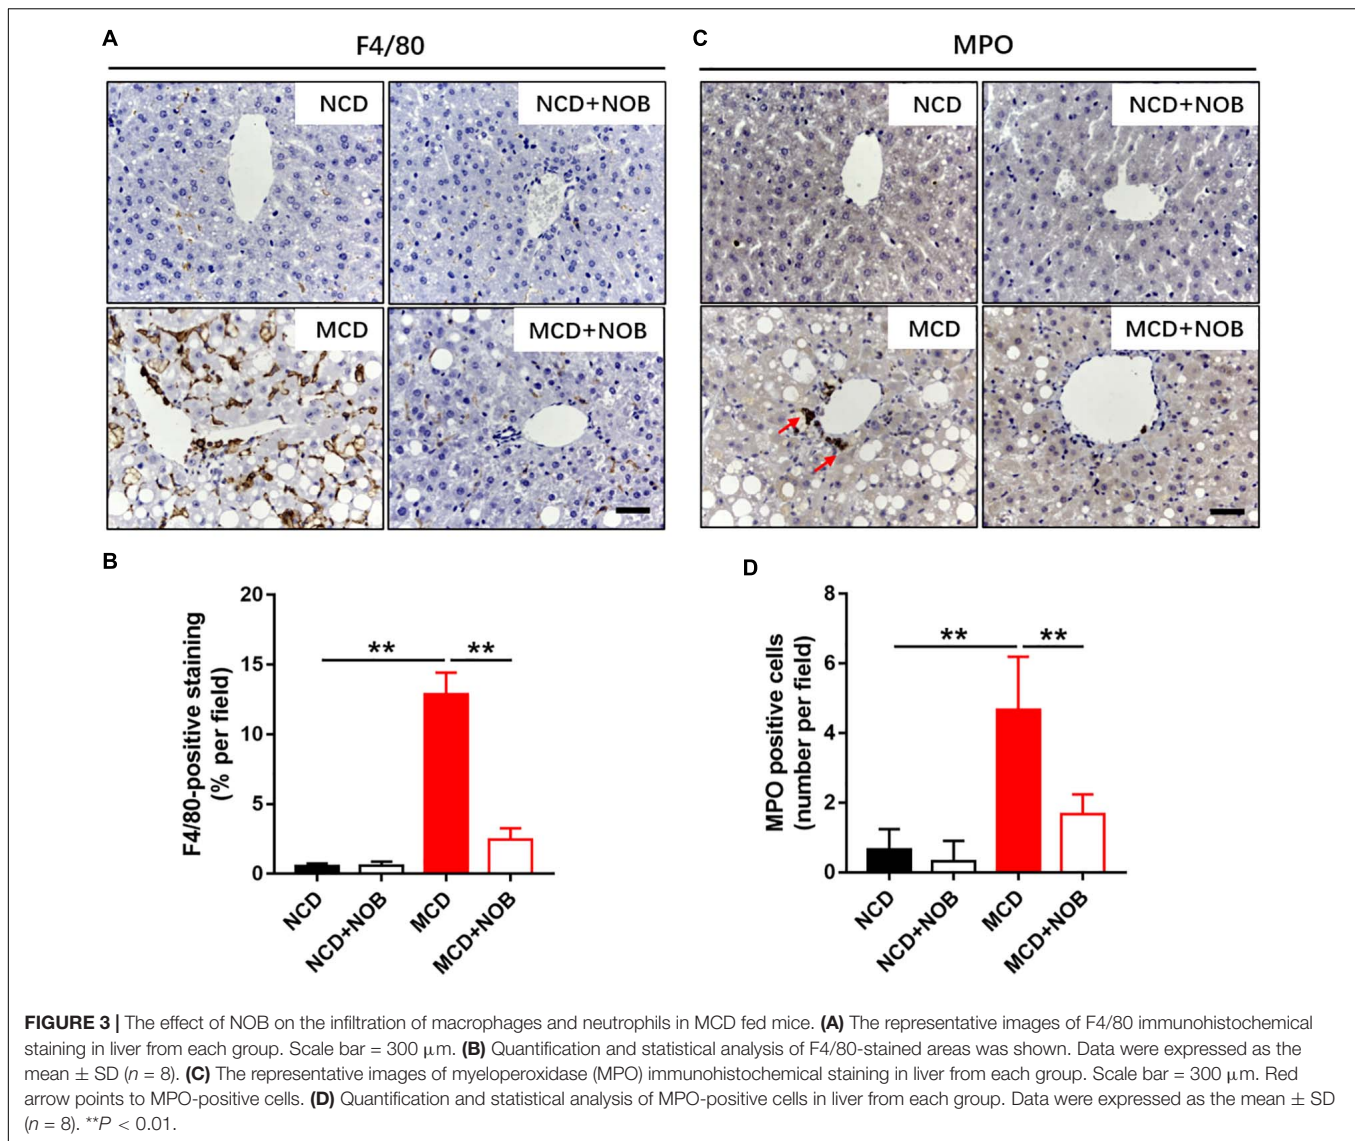 A
F4/80
NCD
NCD+NOB
MCD
MCD+NOB
C
MPO
NCD
NCD+NOB
MCD
MCD+NOB
B
F4/80-positive staining
(% per field)
20
15
10
5
0
**
**
NCD
NCD+NOB
MCD
MCD+NOB
D
MPO positive cells
(number per field)
8
6
4
2
0
**
**
NCD
NCD+NOB
MCD
MCD+NOB
FIGURE 3 | The effect of NOB on the infiltration of macrophages and neutrophils in MCD fed mice. (A) The representative images of F4/80 immunohistochemical
staining in liver from each group. Scale bar = 300 μm. (B) Quantification and statistical analysis of F4/80-stained areas was shown. Data were expressed as the
mean ± SD (n = 8). (C) The representative images of myeloperoxidase (MPO) immunohistochemical staining in liver from each group. Scale bar = 300 μm. Red
arrow points to MPO-positive cells. (D) Quantification and statistical analysis of MPO-positive cells in liver from each group. Data were expressed as the mean ± SD
(n = 8). **P < 0.01.